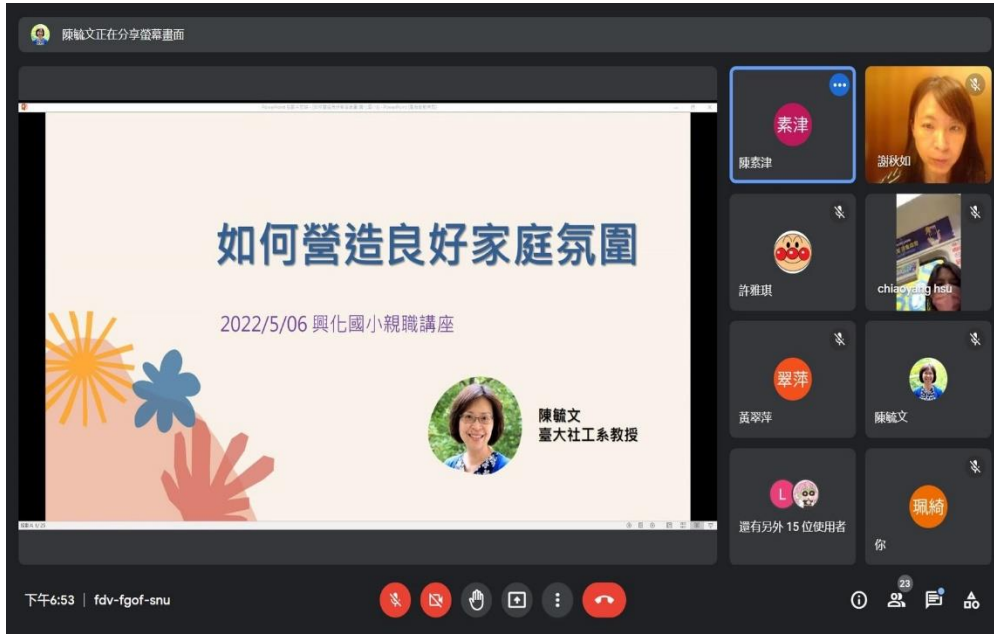 陳毓文正在分享螢幕畫面
如何營造良好家庭氛圍
2022/5/06 興化國小親職講座
陳毓文
臺大社工系教授
素津
陳素津
謝秋如
許雅琪
chiaoyang hsu
翠萍
黃翠萍
陳毓文
L
還有另外 15 位使用者
珮綺
你
下午6:53 | fdv-fgof-snu
23